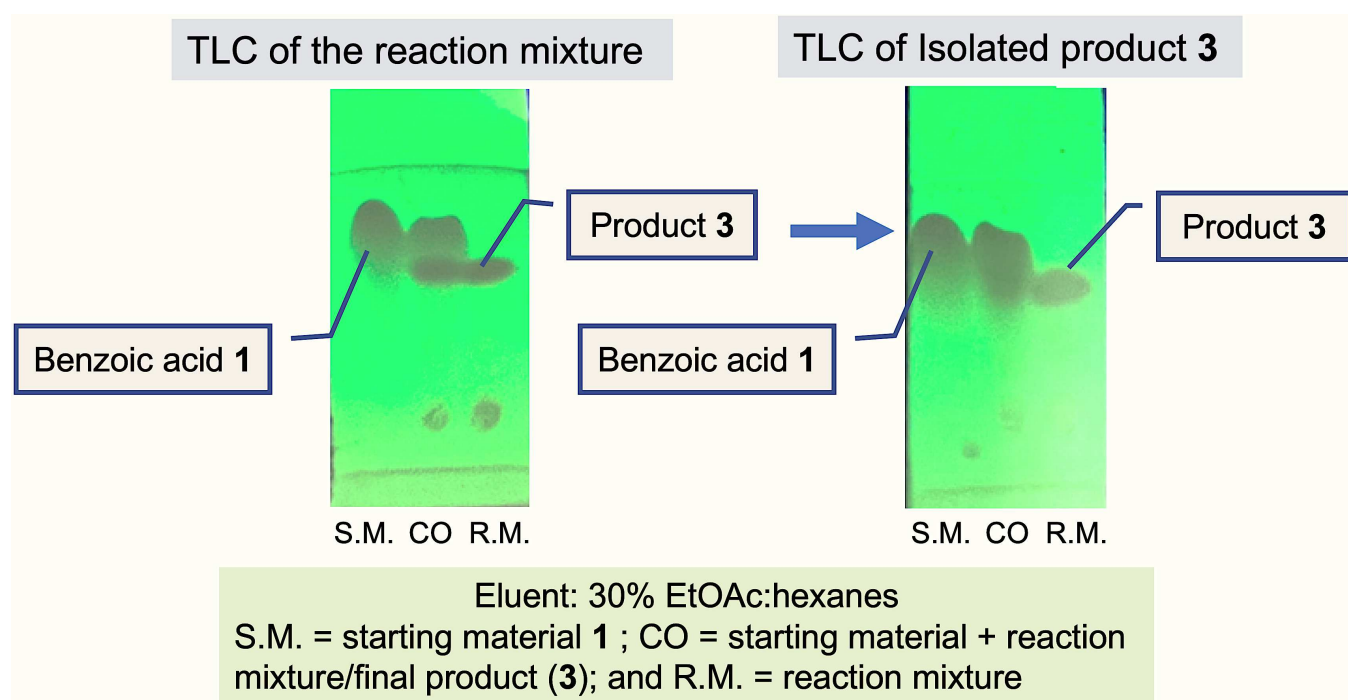 TLC of the reaction mixture
TLC of Isolated product 3
Product 3
Product 3
Benzoic acid 1
Benzoic acid 1
S.M. CO R.M.
S.M. CO R.M.
Eluent: 30% EtOAc:hexanes
S.M. = starting material 1 ; CO = starting material + reaction
mixture/final product (3); and R.M. = reaction mixture